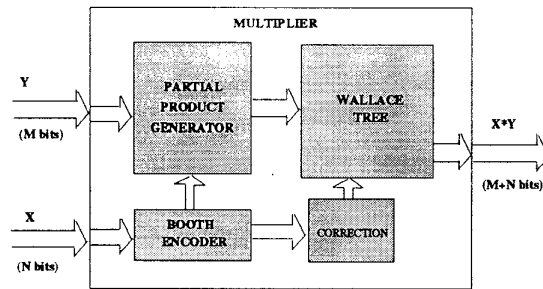 MULTIPLIER
Y
(M bits)
PARTIAL
PRODUCT
GENERATOR
WALLACE
TREE
X*Y
(M+N bits)
X
(N bits)
BOOTH
ENCODER
CORRECTION